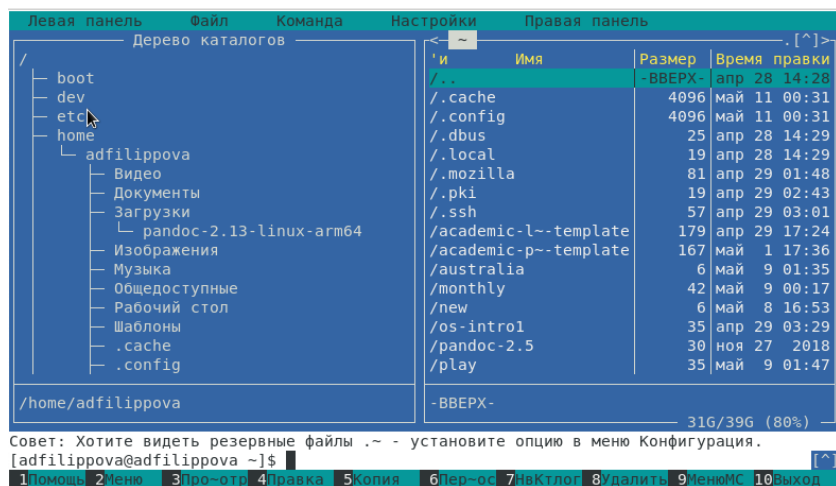 Левая панель Файл Команда Настройки Правая панель
Дерево каталогов
/
boot
dev
etc
home
adfilippova
Видео
Документы
Загрузки
pandoc-2.13-linux-arm64
Изображения
Музыка
Общедоступные
Рабочий стол
Шаблоны
.cache
.config
/home/adfilippova
<- ~ .[^]>
'и Имя Размер Время правки
/.. -ВВЕРХ- апр 28 14:28
/.cache 4096 май 11 00:31
/.config 4096 май 11 00:31
/.dbus 25 апр 28 14:29
/.local 19 апр 28 14:29
/.mozilla 81 апр 29 01:48
/.pki 19 апр 29 02:43
/.ssh 57 апр 29 03:01
/academic-l~-template 179 апр 29 17:24
/academic-p~-template 167 май 1 17:36
/australia 6 май 9 01:35
/monthly 42 май 9 00:17
/new 6 май 8 16:53
/os-intro1 35 апр 29 03:29
/pandoc-2.5 30 ноя 27 2018
/play 35 май 9 01:47
-ВВЕРХ-
31G/39G (80%)
Совет: Хотите видеть резервные файлы .~ - установите опцию в меню Конфигурация.
[adfilippova@adfilippova ~]$ [^]
1Помощь 2Меню 3Про~отр 4Правка 5Копия 6Пер~ос 7НвКтлог 8Удалить 9МенюМС 10Выход